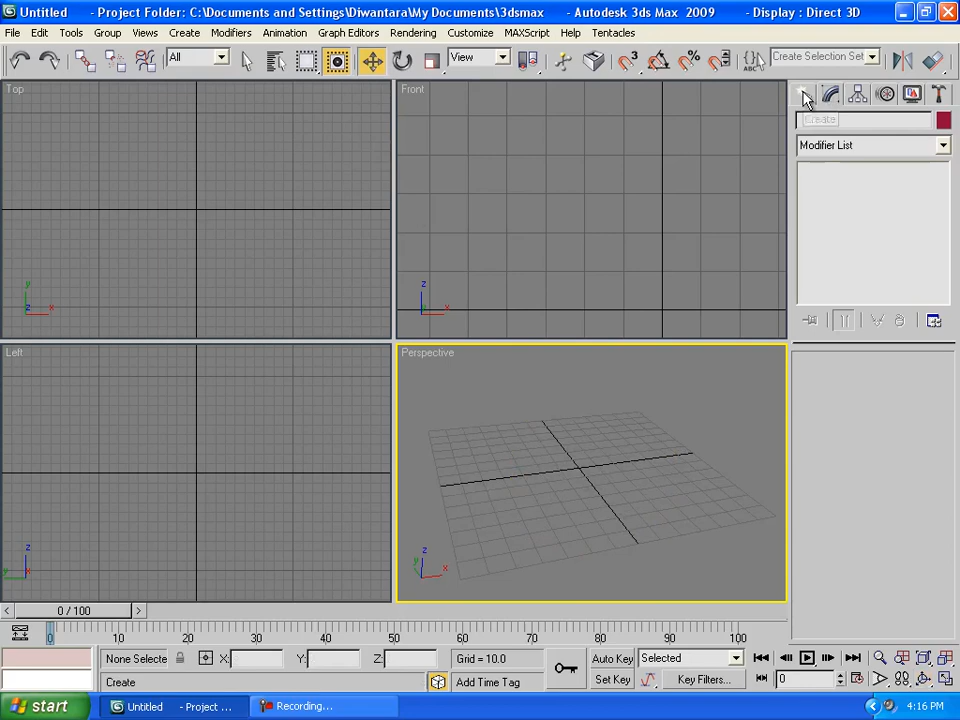 Untitled - Project Folder: C:\Documents and Settings\Diwantara\My Documents\3dsmax - Autodesk 3ds Max 2009 - Display : Direct 3D
File Edit Tools Group Views Create Modifiers Animation Graph Editors Rendering Customize MAXScript Help Tentacles
All View Create Selection Set
Top Front
Create
Modifier List
y
z x
z
x
Left Perspective
z
y x
z
y x
0 / 100
0 10 20 30 40 50 60 70 80 90 100
None Selecte X: Y: Z: Grid = 10.0 Auto Key Selected
Create Add Time Tag Set Key Key Filters... 0
start Untitled - Project ... Recording... 4:16 PM